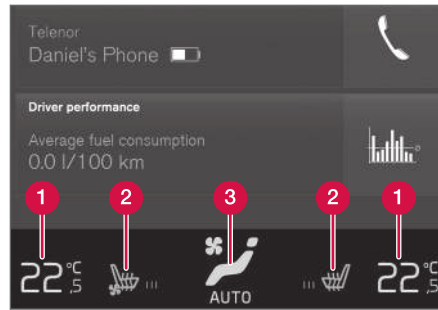 Telenor
Daniel's Phone
Driver performance
Average fuel consumption
0.0 l/100 km
1 2 3 2 1
22 °C ,5 AUTO 22 °C ,5